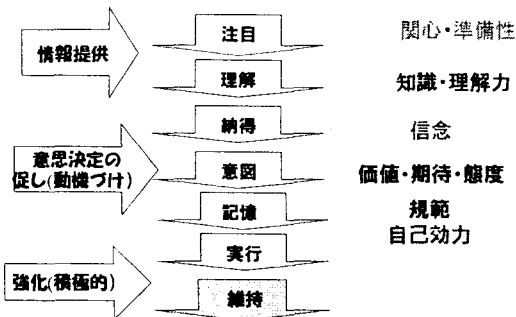 注目
関心・準備性
情報提供
理解
知識・理解力
納得
信念
意思決定の
促し(動機づけ)
意図
価値・期待・態度
記憶
規範
自己効力
実行
強化(積極的)
維持